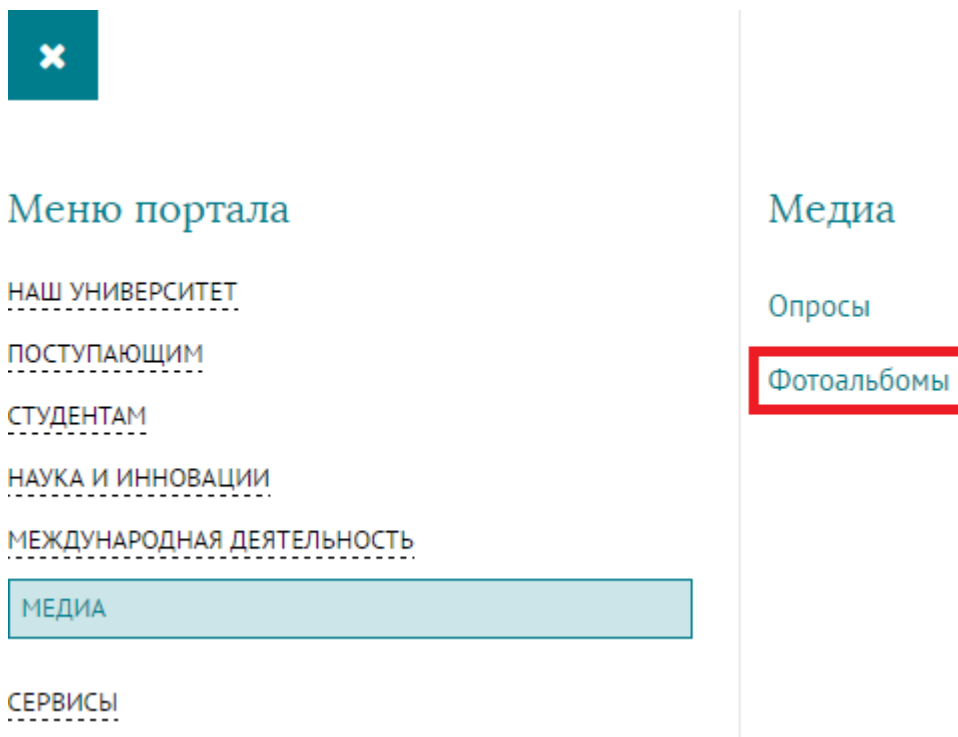 Меню портала
НАШ УНИВЕРСИТЕТ
ПОСТУПАЮЩИМ
СТУДЕНТАМ
НАУКА И ИННОВАЦИИ
МЕЖДУНАРОДНАЯ ДЕЯТЕЛЬНОСТЬ
МЕДИА
СЕРВИСЫ
Медиа
Опросы
Фотоальбомы